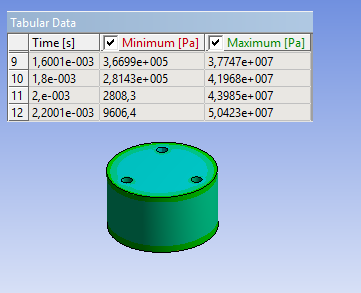 Tabular Data
Time [s] Minimum [Pa] Maximum [Pa]
9 1,6001e-003 3,6699e+005 3,7747e+007
10 1,8e-003 2,8143e+005 4,1968e+007
11 2,e-003 2808,3 4,3985e+007
12 2,2001e-003 9606,4 5,0423e+007